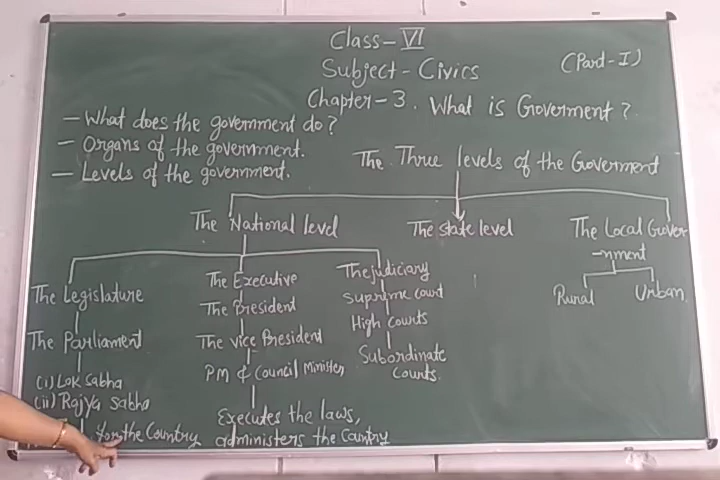 Class-VI
Subject-Civics
(Part-I)
Chapter-3. What is Goverment?
- What does the government do?
- Organs of the government.
- Levels of the government.
The Three levels of the Goverment
The National level
The state level
The Local Gover
-nment
Rural
Urban
The Legislature
The Parliament
(i) Lok Sabha
(ii) Rajya Sabha
for the Country
The Executive
The President
The vice President
PM & Council Minister
Executes the laws,
administers the Country
The judiciary
Supreme court
High courts
Subordinate
courts.